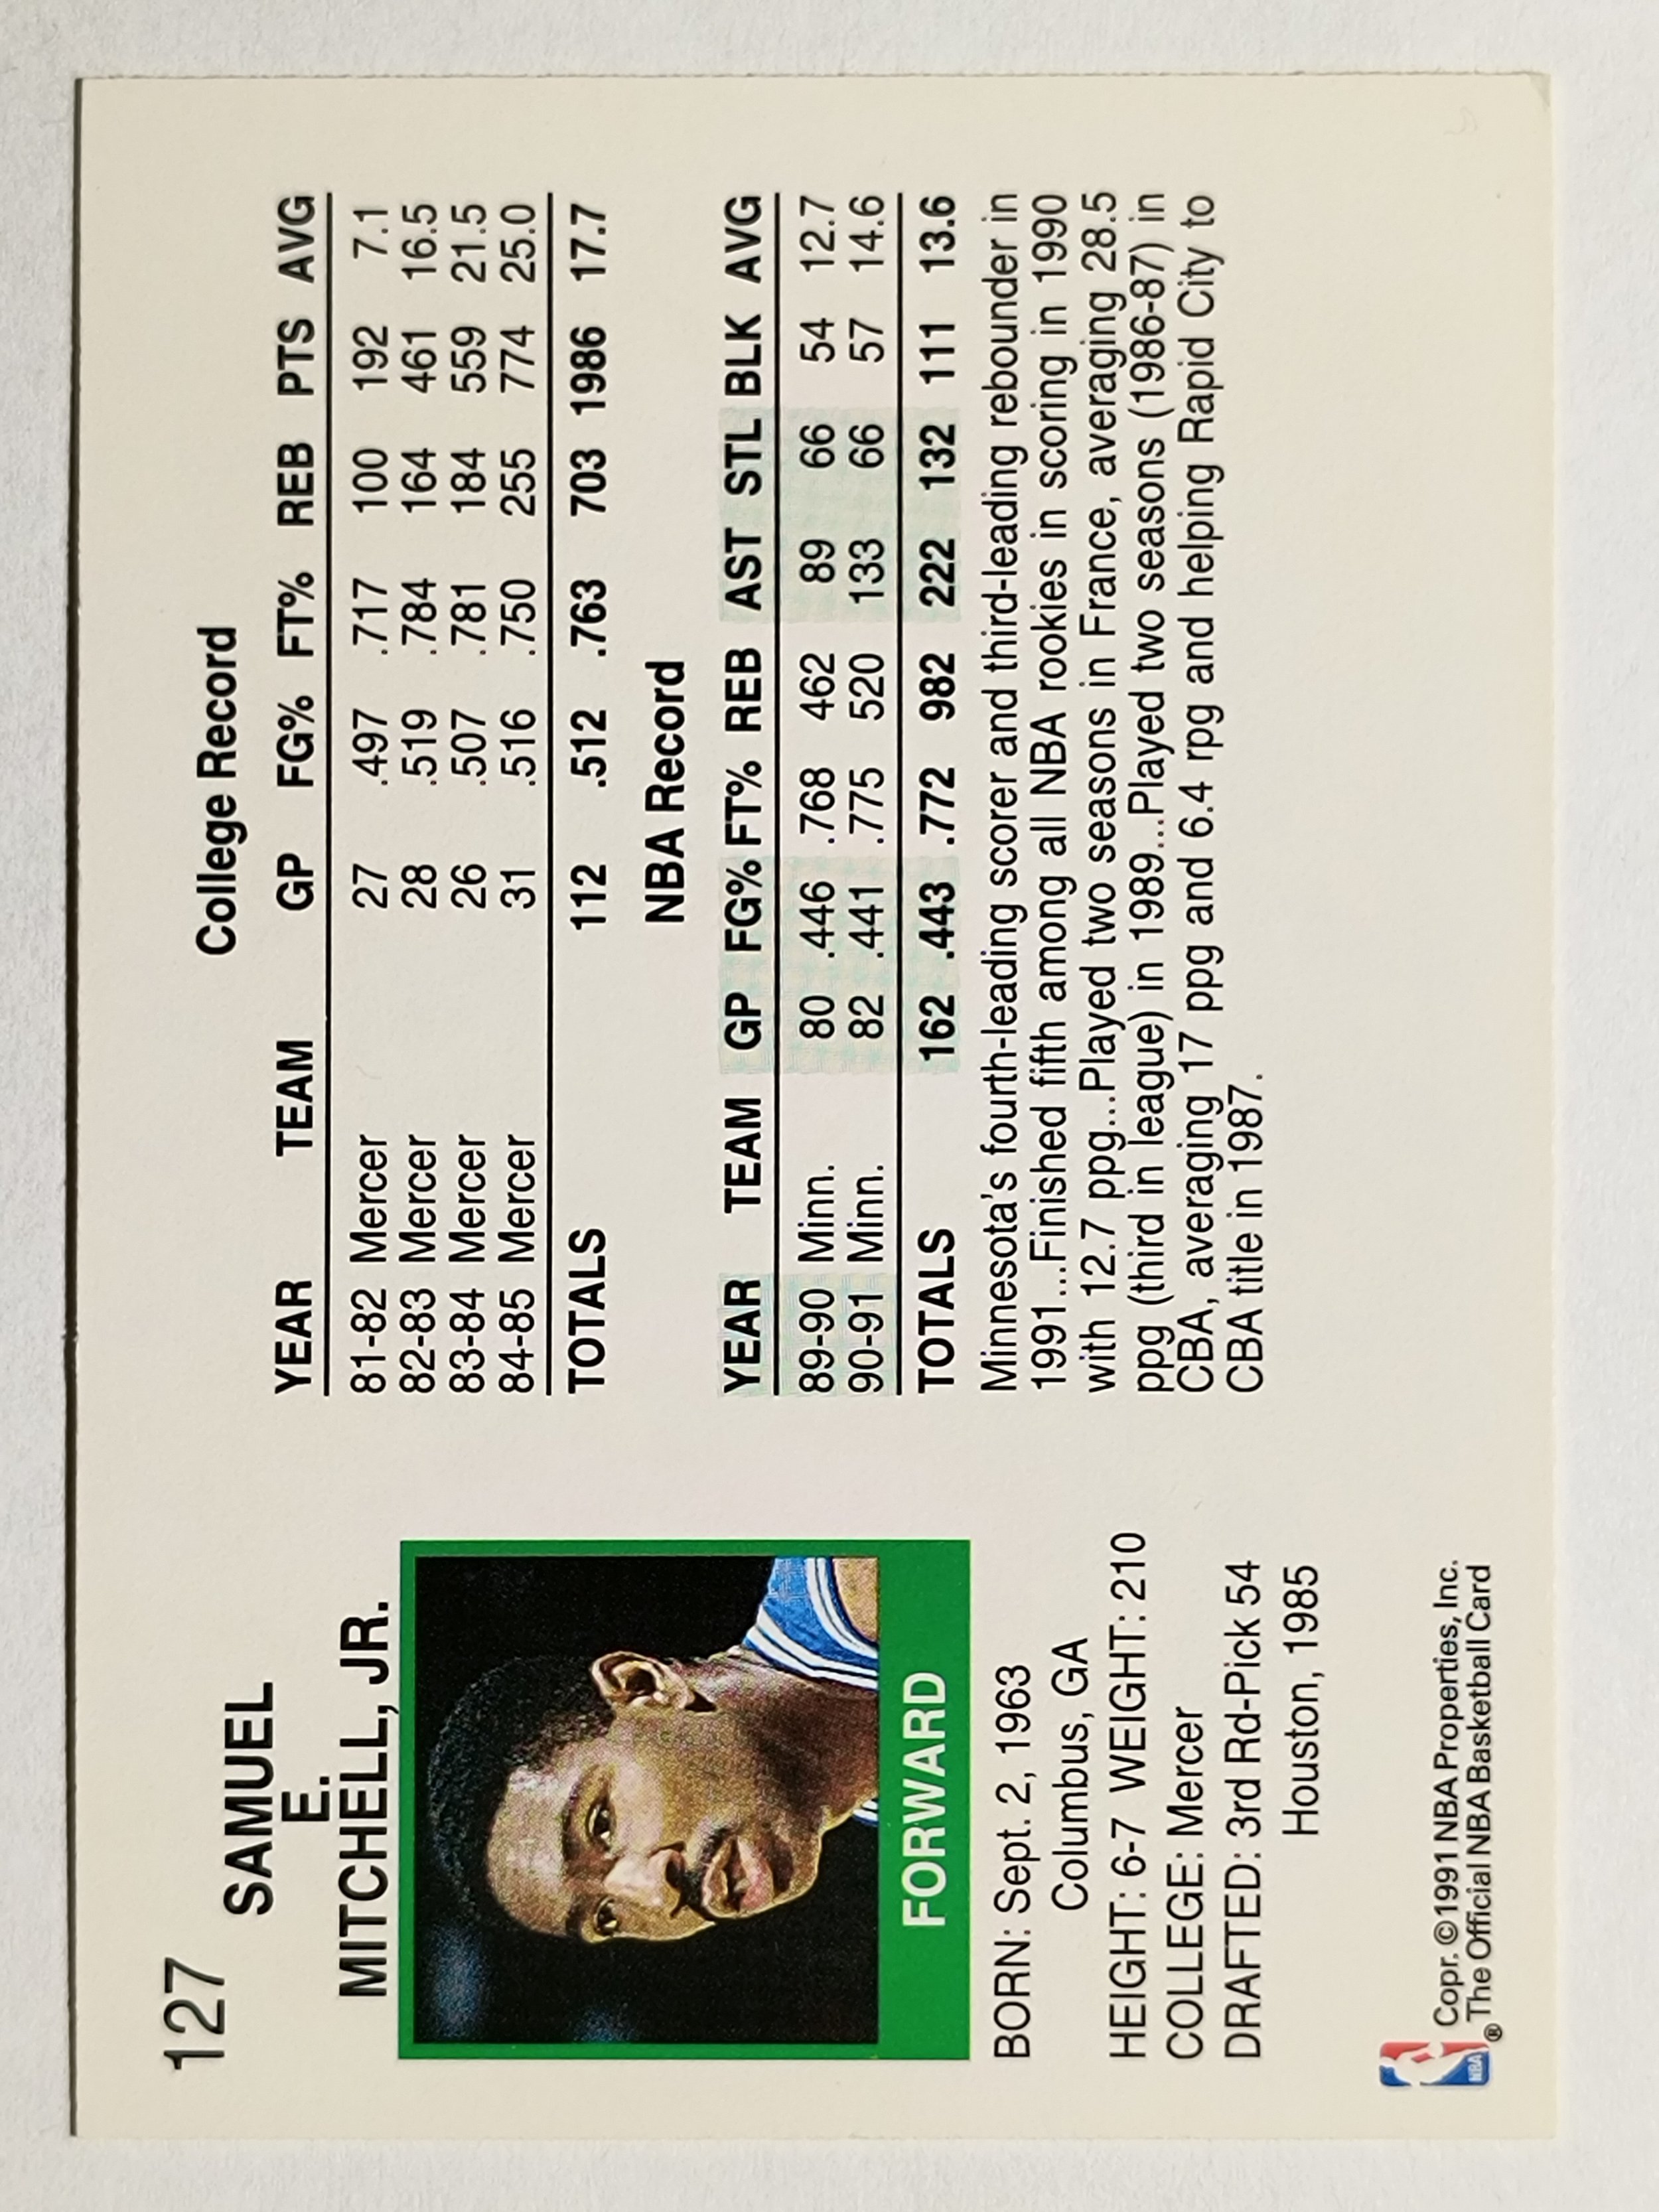 127
SAMUEL
E.
MITCHELL, JR.
FORWARD
BORN: Sept. 2, 1963
Columbus, GA
HEIGHT: 6-7 WEIGHT: 210
COLLEGE: Mercer
DRAFTED: 3rd Rd-Pick 54
Houston, 1985
NBA
®
Copr. ©1991 NBA Properties, Inc.
The Official NBA Basketball Card
College Record
YEAR TEAM GP FG% FT% REB PTS AVG
81-82 Mercer 27 .497 .717 100 192 7.1
82-83 Mercer 28 .519 .784 164 461 16.5
83-84 Mercer 26 .507 .781 184 559 21.5
84-85 Mercer 31 .516 .750 255 774 25.0
TOTALS 112 .512 .763 703 1986 17.7
NBA Record
YEAR TEAM GP FG% FT% REB AST STL BLK AVG
89-90 Minn. 80 .446 .768 462 89 66 54 12.7
90-91 Minn. 82 .441 .775 520 133 66 57 14.6
TOTALS 162 .443 .772 982 222 132 111 13.6
Minnesota's fourth-leading scorer and third-leading rebounder in
1991...Finished fifth among all NBA rookies in scoring in 1990
with 12.7 ppg...Played two seasons in France, averaging 28.5
ppg (third in league) in 1989...Played two seasons (1986-87) in
CBA, averaging 17 ppg and 6.4 rpg and helping Rapid City to
CBA title in 1987.